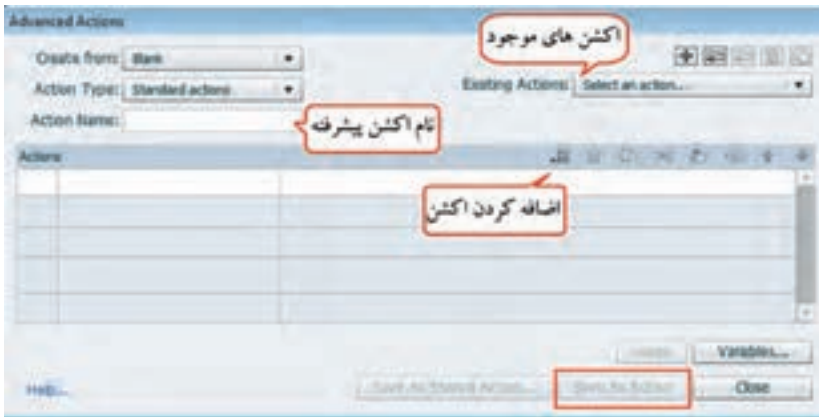 Advanced Actions
اکشن های موجود
Create from: Blank
Action Type: Standard actions
Existing Actions: Select an action...
Action Name:
نام اکشن پیشرفته
Actions
اضافه کردن اکشن
Variables...
Help...
Save As Shared Action...
Save As Action
Close